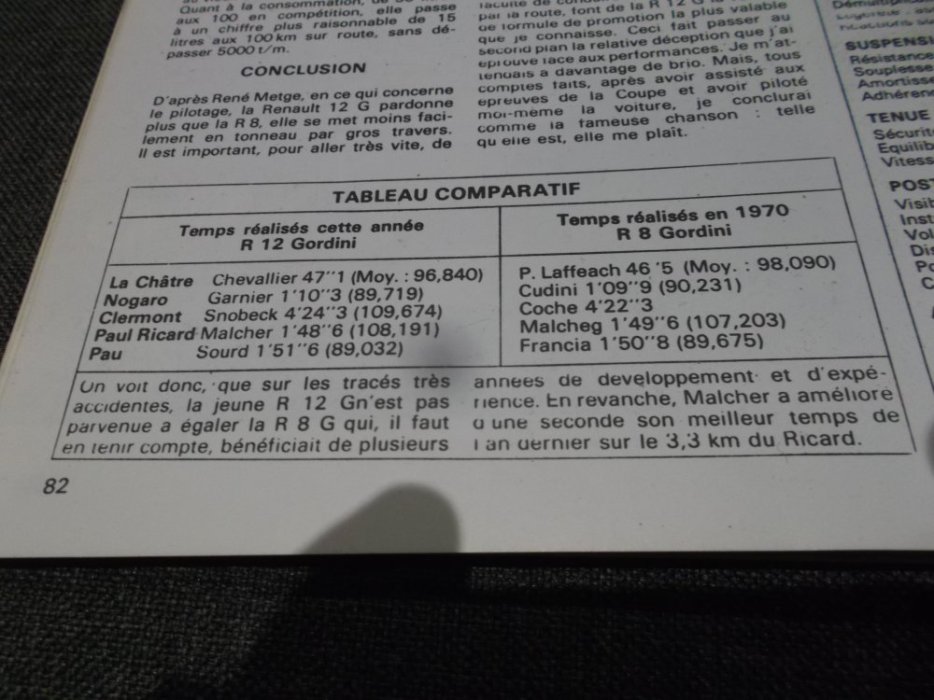 Quant à la consommation,
aux 100 en compétition, elle passe
à un chiffre plus raisonnable de 15
litres aux 100 km sur route, sans dé-
passer 5000 t/m.
CONCLUSION
D'après René Metge, en ce qui concerne
le pilotage, la Renault 12 G pardonne
plus que la R 8, elle se met moins faci-
lement en tonneau par gros travers.
Il est important, pour aller très vite, de
par la route, font de la R 12 G
de formule de promotion la plus valable
que je connaisse. Ceci fait passer au
second plan la relative déception que j'ai
éprouvé face aux performances. Je m'at-
tendais a davantage de brio. Mais, tous
comptes faits, après avoir assisté aux
épreuves de la Coupe et avoir piloté
moi-même la voiture, je conclurai
comme la fameuse chanson : telle
qu'elle est, elle me plaît.
SUSPENSI
Résistance
Souplesse
Amortisse
Adhéren
TENUE
Sécurit
Equilib
Vitess
POST
Visib
Inst
Vol
Dis
Po
C
TABLEAU COMPARATIF
Temps réalisés cette année
R 12 Gordini
Temps réalisés en 1970
R 8 Gordini
La Châtre Chevallier 47''1 (Moy. : 96,840)
Nogaro Garnier 1'10''3 (89,719)
Clermont Snobeck 4'24''3 (109,674)
Paul Ricard Malcher 1'48''6 (108,191)
Pau Sourd 1'51''6 (89,032)
P. Laffeach 46 '5 (Moy. : 98,090)
Cudini 1'09''9 (90,231)
Coche 4'22''3
Malcheg 1'49''6 (107,203)
Francia 1'50''8 (89,675)
On voit donc, que sur les tracés très
accidentes, la jeune R 12 Gn'est pas
parvenue a égaler la R 8 G qui, il faut
en tenir compte, bénéficiait de plusieurs
annees de developpement et d'expé-
rience. En revanche, Malcher a amélioré
d'une seconde son meilleur temps de
l'an dernier sur le 3,3 km du Ricard.
82